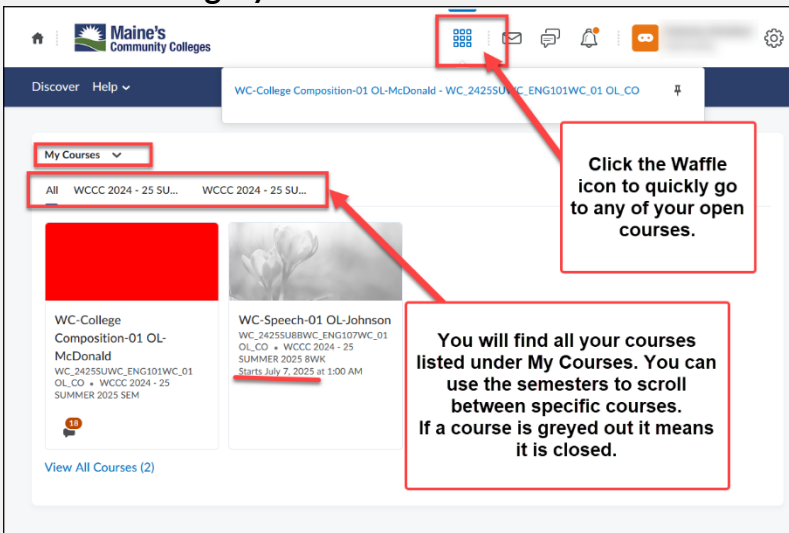 Maine's
Community Colleges
Discover Help
WC-College Composition-01 OL-McDonald - WC_2425SUWC_ENG101WC_01 OL_CO
My Courses
All WCCC 2024 - 25 SU... WCCC 2024 - 25 SU...
Click the Waffle
icon to quickly go
to any of your open
courses.
WC-College
Composition-01 OL-
McDonald
WC_2425SUWC_ENG101WC_01
OL_CO • WCCC 2024 - 25
SUMMER 2025 SEM
18
WC-Speech-01 OL-Johnson
WC_2425SU8BWC_ENG107WC_01
OL_CO • WCCC 2024 - 25
SUMMER 2025 8WK
Starts July 7, 2025 at 1:00 AM
You will find all your courses
listed under My Courses. You can
use the semesters to scroll
between specific courses.
If a course is greyed out it means
it is closed.
View All Courses (2)